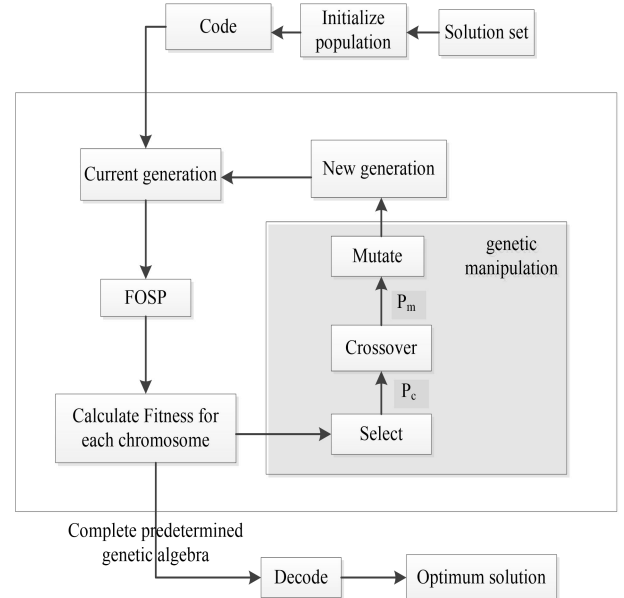 Code
Initialize
population
Solution set
Current generation
New generation
genetic
manipulation
Mutate
FOSP
Pm
Crossover
Pc
Calculate Fitness for
each chromosome
Select
Complete predetermined
genetic algebra
Decode
Optimum solution